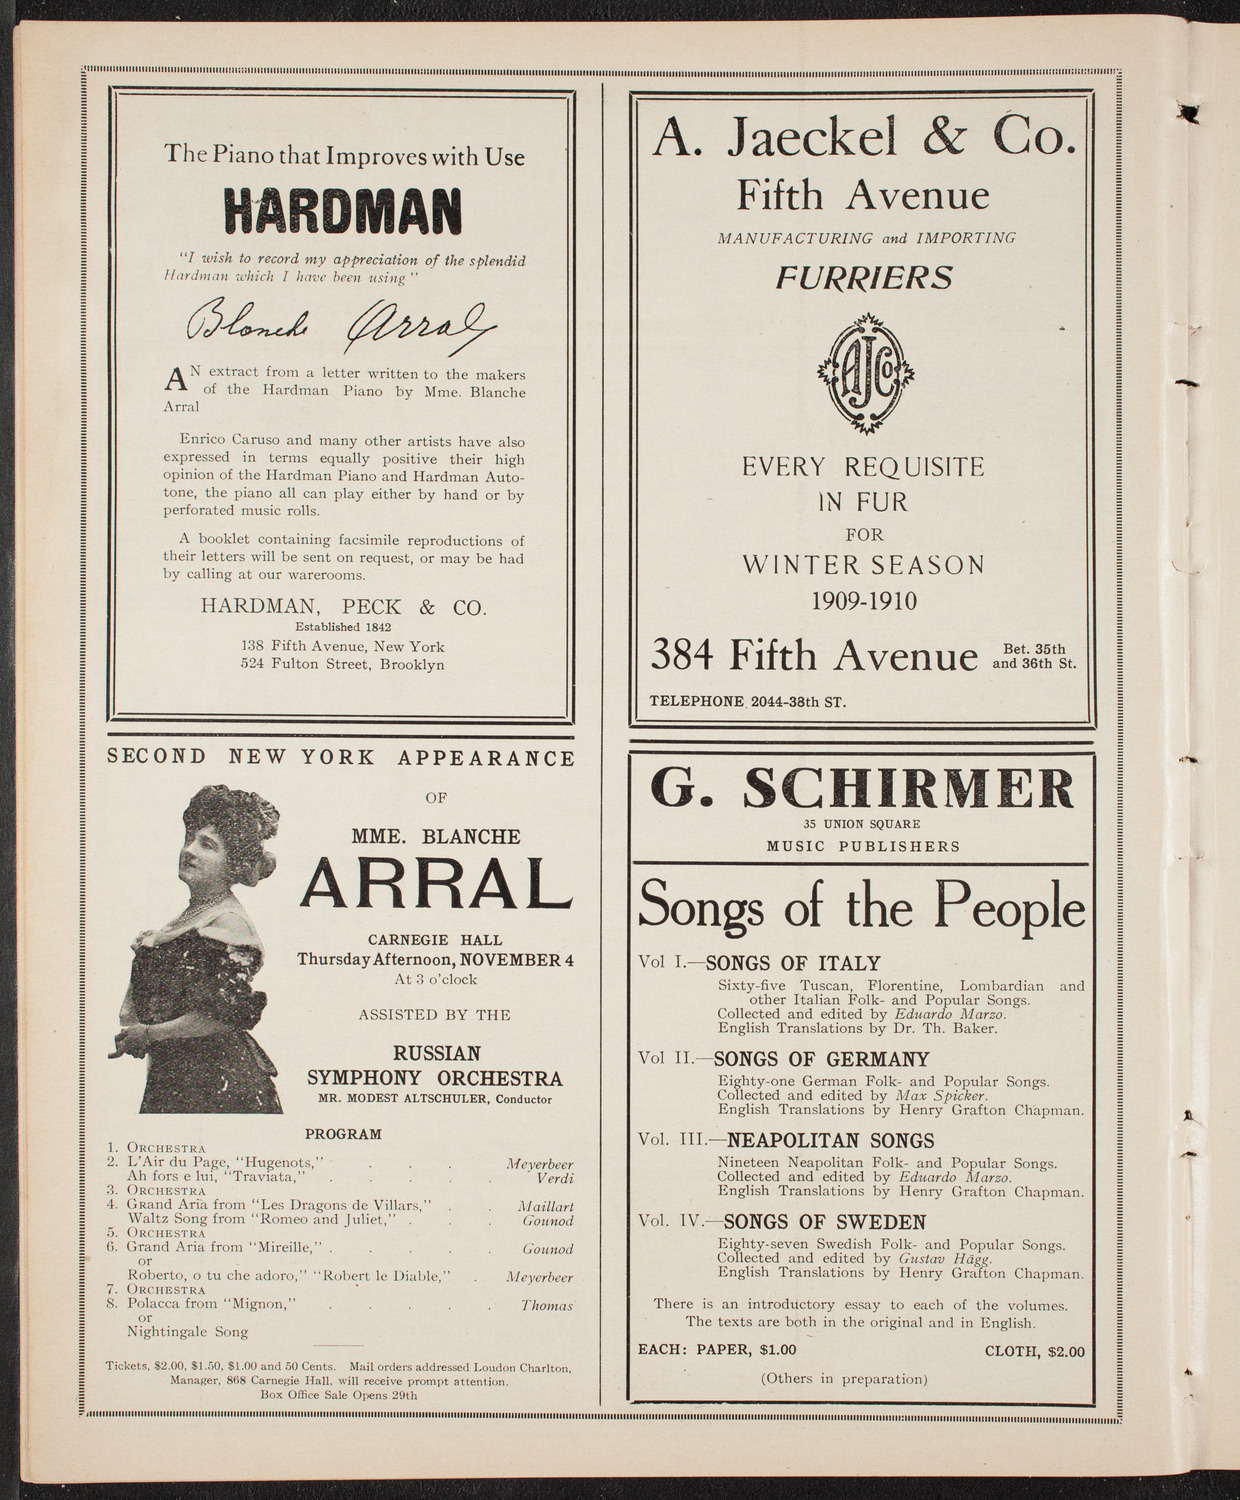 The Piano that Improves with Use
HARDMAN
"I wish to record my appreciation of the splendid
Hardman which I have been using"
Blanche Arral
AN extract from a letter written to the makers
of the Hardman Piano by Mme. Blanche
Arral
Enrico Caruso and many other artists have also
expressed in terms equally positive their high
opinion of the Hardman Piano and Hardman Auto-
tone, the piano all can play either by hand or by
perforated music rolls.
A booklet containing facsimile reproductions of
their letters will be sent on request, or may be had
by calling at our warerooms.
HARDMAN, PECK & CO.
Established 1842
138 Fifth Avenue, New York
524 Fulton Street, Brooklyn
SECOND NEW YORK APPEARANCE
OF
MME. BLANCHE
ARRAL
CARNEGIE HALL
Thursday Afternoon, NOVEMBER 4
At 3 o'clock
ASSISTED BY THE
RUSSIAN
SYMPHONY ORCHESTRA
MR. MODEST ALTSCHULER, Conductor
PROGRAM
1. ORCHESTRA
2. L'Air du Page, "Hugenots," . . . Meyerbeer
Ah fors e lui, "Traviata," . . . . . Verdi
3. ORCHESTRA
4. Grand Aria from "Les Dragons de Villars," . . Maillart
Waltz Song from "Romeo and Juliet," . . . Gounod
5. ORCHESTRA
6. Grand Aria from "Mireille," . . . . . Gounod
or
Roberto, o tu che adoro," "Robert le Diable," . Meyerbeer
7. ORCHESTRA
8. Polacca from "Mignon," . . . . . Thomas
or
Nightingale Song
Tickets, $2.00, $1.50, $1.00 and 50 Cents. Mail orders addressed Loudon Charlton,
Manager, 868 Carnegie Hall, will receive prompt attention.
Box Office Sale Opens 29th
A. Jaeckel & Co.
Fifth Avenue
MANUFACTURING and IMPORTING
FURRIERS
AJCo
EVERY REQUISITE
IN FUR
FOR
WINTER SEASON
1909-1910
384 Fifth Avenue Bet. 35th
and 36th St.
TELEPHONE 2044-38th ST.
G. SCHIRMER
35 UNION SQUARE
MUSIC PUBLISHERS
Songs of the People
Vol I.—SONGS OF ITALY
Sixty-five Tuscan, Florentine, Lombardian and
other Italian Folk- and Popular Songs.
Collected and edited by Eduardo Marzo.
English Translations by Dr. Th. Baker.
Vol II.—SONGS OF GERMANY
Eighty-one German Folk- and Popular Songs.
Collected and edited by Max Spicker.
English Translations by Henry Grafton Chapman.
Vol. III.—NEAPOLITAN SONGS
Nineteen Neapolitan Folk- and Popular Songs.
Collected and edited by Eduardo Marzo.
English Translations by Henry Grafton Chapman.
Vol. IV.—SONGS OF SWEDEN
Eighty-seven Swedish Folk- and Popular Songs.
Collected and edited by Gustav Hägg.
English Translations by Henry Grafton Chapman.
There is an introductory essay to each of the volumes.
The texts are both in the original and in English.
EACH: PAPER, $1.00 CLOTH, $2.00
(Others in preparation)